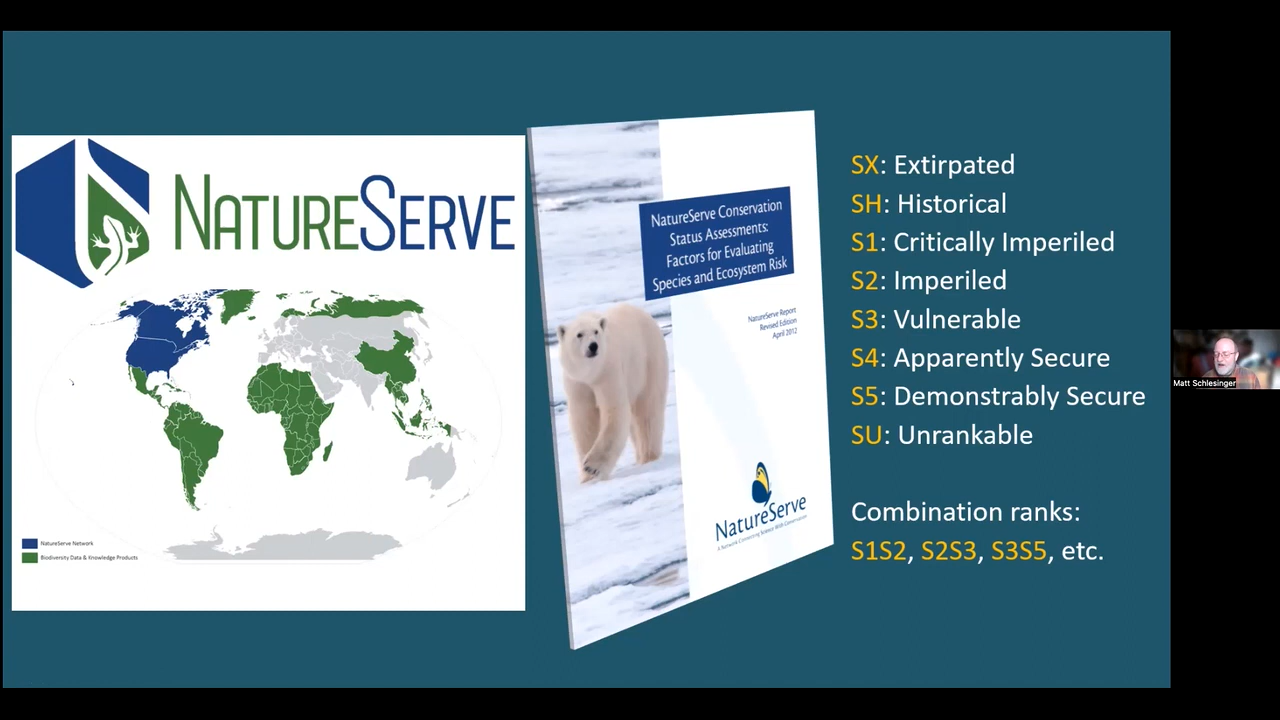 NATURESERVE
NatureServe Network
Biodiversity Data & Knowledge Products
NatureServe Conservation
Status Assessments:
Factors for Evaluating
Species and Ecosystem Risk
NatureServe Report
Revised Edition
April 2012
NatureServe
A Network Connecting Science With Conservation
SX: Extirpated
SH: Historical
S1: Critically Imperiled
S2: Imperiled
S3: Vulnerable
S4: Apparently Secure
S5: Demonstrably Secure
SU: Unrankable
Combination ranks:
S1S2, S2S3, S3S5, etc.
Matt Schlesinger